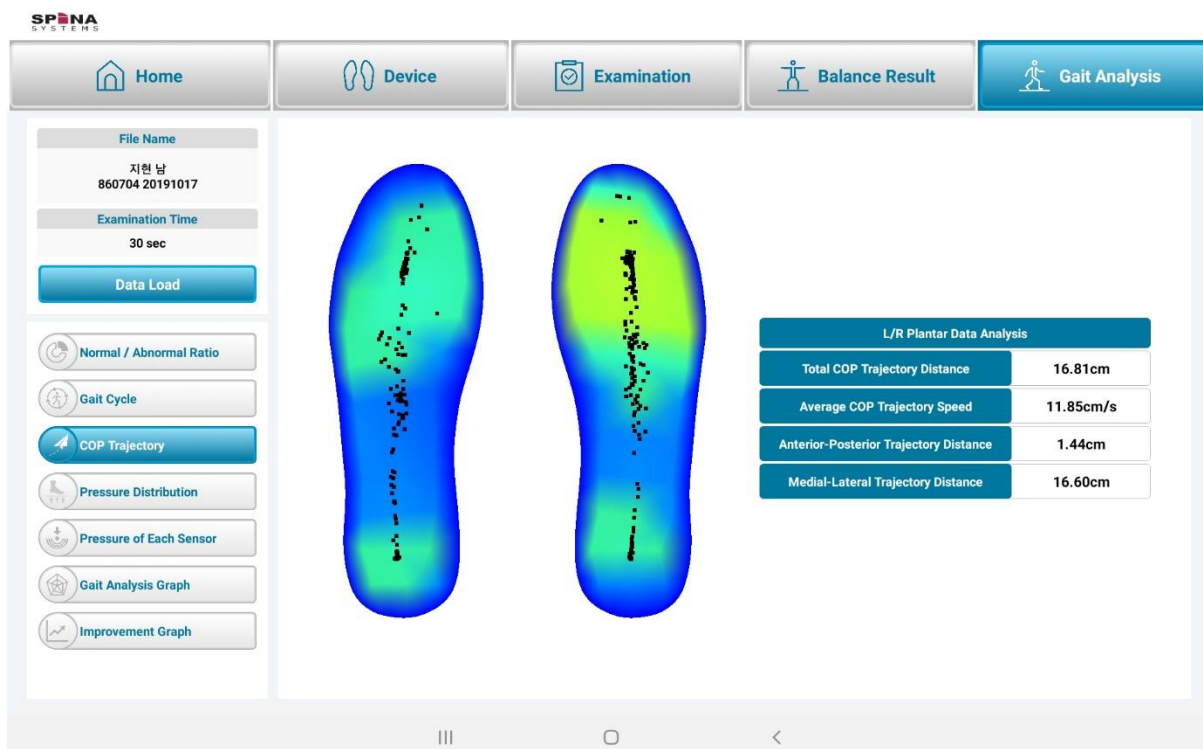 SPINA
SYSTEMS
Home
Device
Examination
Balance Result
Gait Analysis
File Name
지현 남
860704 20191017
Examination Time
30 sec
Data Load
Normal / Abnormal Ratio
Gait Cycle
COP Trajectory
Pressure Distribution
Pressure of Each Sensor
Gait Analysis Graph
Improvement Graph
L/R Plantar Data Analysis
Total COP Trajectory Distance 16.81cm
Average COP Trajectory Speed 11.85cm/s
Anterior-Posterior Trajectory Distance 1.44cm
Medial-Lateral Trajectory Distance 16.60cm